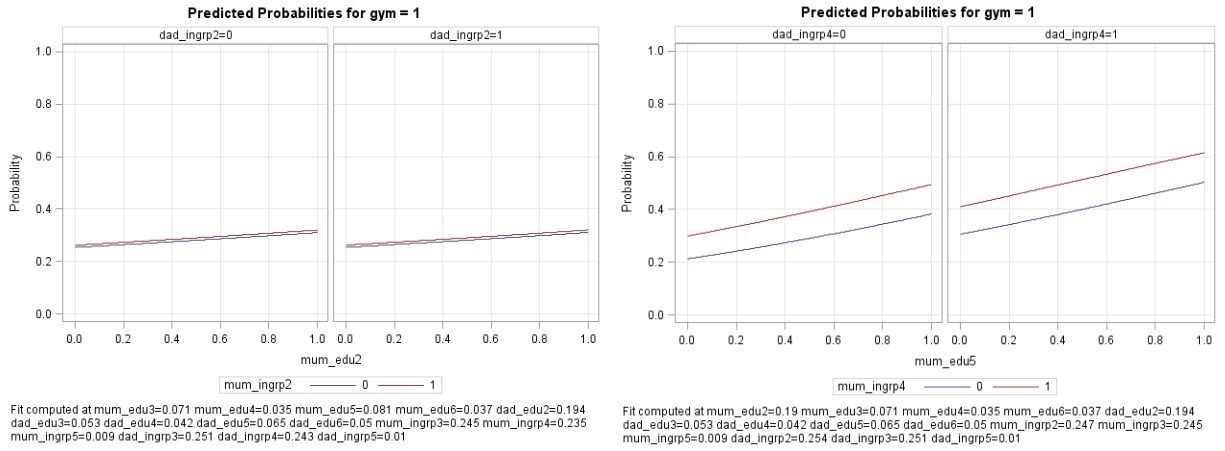 Predicted Probabilities for gym = 1
dad_ingrp2=0 dad_ingrp2=1
1.0
0.8
0.6
0.4
0.2
0.0
Probability
0.0 0.2 0.4 0.6 0.8 1.0 0.0 0.2 0.4 0.6 0.8 1.0
mum_edu2
mum_ingrp2 0 1
Fit computed at mum_edu3=0.071 mum_edu4=0.035 mum_edu5=0.081 mum_edu6=0.037 dad_edu2=0.194
dad_edu3=0.053 dad_edu4=0.042 dad_edu5=0.065 dad_edu6=0.05 mum_ingrp3=0.245 mum_ingrp4=0.235
mum_ingrp5=0.009 dad_ingrp3=0.251 dad_ingrp4=0.243 dad_ingrp5=0.01
Predicted Probabilities for gym = 1
dad_ingrp4=0 dad_ingrp4=1
1.0
0.8
0.6
0.4
0.2
0.0
Probability
0.0 0.2 0.4 0.6 0.8 1.0 0.0 0.2 0.4 0.6 0.8 1.0
mum_edu5
mum_ingrp4 0 1
Fit computed at mum_edu2=0.19 mum_edu3=0.071 mum_edu4=0.035 mum_edu6=0.037 dad_edu2=0.194
dad_edu3=0.053 dad_edu4=0.042 dad_edu5=0.065 dad_edu6=0.05 mum_ingrp2=0.247 mum_ingrp3=0.245
mum_ingrp5=0.009 dad_ingrp2=0.254 dad_ingrp3=0.251 dad_ingrp5=0.01